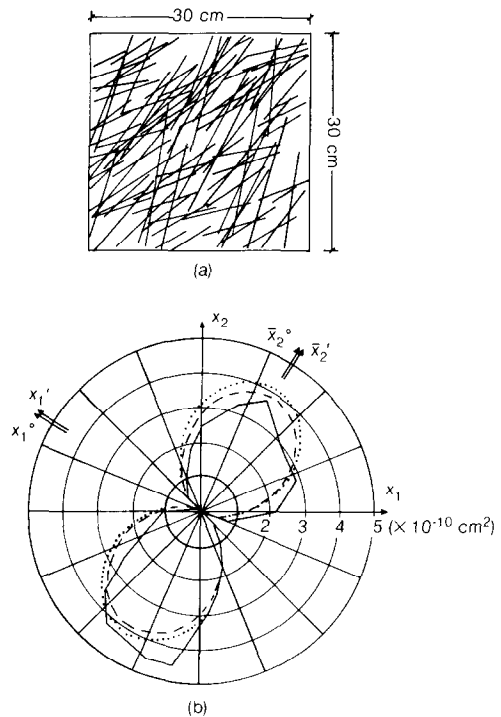 30 cm
30 cm
(a)
x₂
x̄₂°
x̄₂'
x₁'
x₁°
x₁
2 3 4 5 (× 10⁻¹⁰ cm²)
(b)